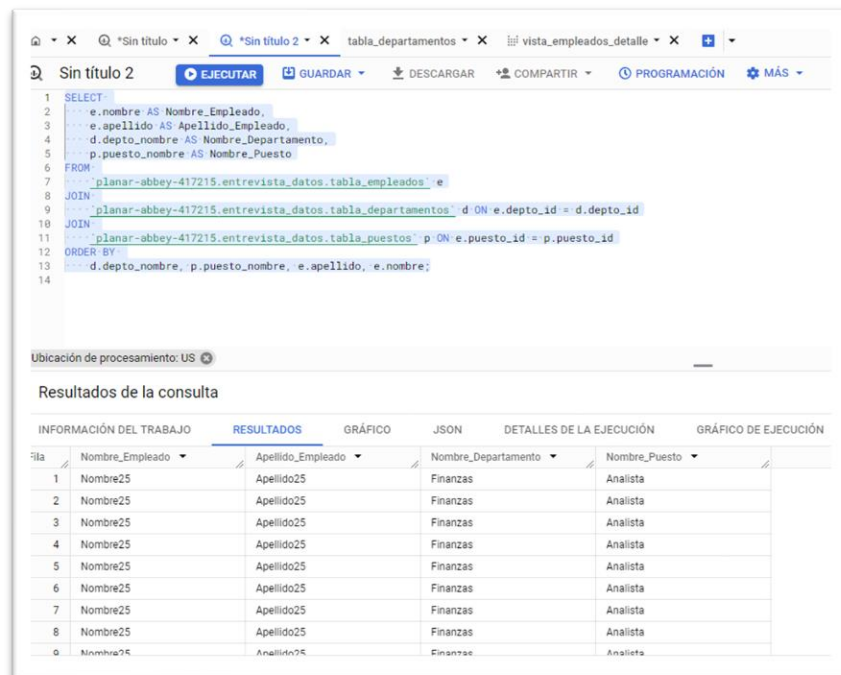 *Sin título *Sin título 2 tabla_departamentos vista_empleados_detalle
Sin título 2 EJECUTAR GUARDAR DESCARGAR COMPARTIR PROGRAMACIÓN MÁS
1 SELECT
2 e.nombre AS Nombre_Empleado,
3 e.apellido AS Apellido_Empleado,
4 d.depto_nombre AS Nombre_Departamento,
5 p.puesto_nombre AS Nombre_Puesto
6 FROM
7 `planar-abbey-417215.entrevista_datos.tabla_empleados` e
8 JOIN
9 `planar-abbey-417215.entrevista_datos.tabla_departamentos` d ON e.depto_id = d.depto_id
10 JOIN
11 `planar-abbey-417215.entrevista_datos.tabla_puestos` p ON e.puesto_id = p.puesto_id
12 ORDER BY
13 d.depto_nombre, p.puesto_nombre, e.apellido, e.nombre;
14
Ubicación de procesamiento: US
Resultados de la consulta
INFORMACIÓN DEL TRABAJO RESULTADOS GRÁFICO JSON DETALLES DE LA EJECUCIÓN GRÁFICO DE EJECUCIÓN
Fila Nombre_Empleado Apellido_Empleado Nombre_Departamento Nombre_Puesto
1 Nombre25 Apellido25 Finanzas Analista
2 Nombre25 Apellido25 Finanzas Analista
3 Nombre25 Apellido25 Finanzas Analista
4 Nombre25 Apellido25 Finanzas Analista
5 Nombre25 Apellido25 Finanzas Analista
6 Nombre25 Apellido25 Finanzas Analista
7 Nombre25 Apellido25 Finanzas Analista
8 Nombre25 Apellido25 Finanzas Analista
9 Nombre25 Apellido25 Finanzas Analista